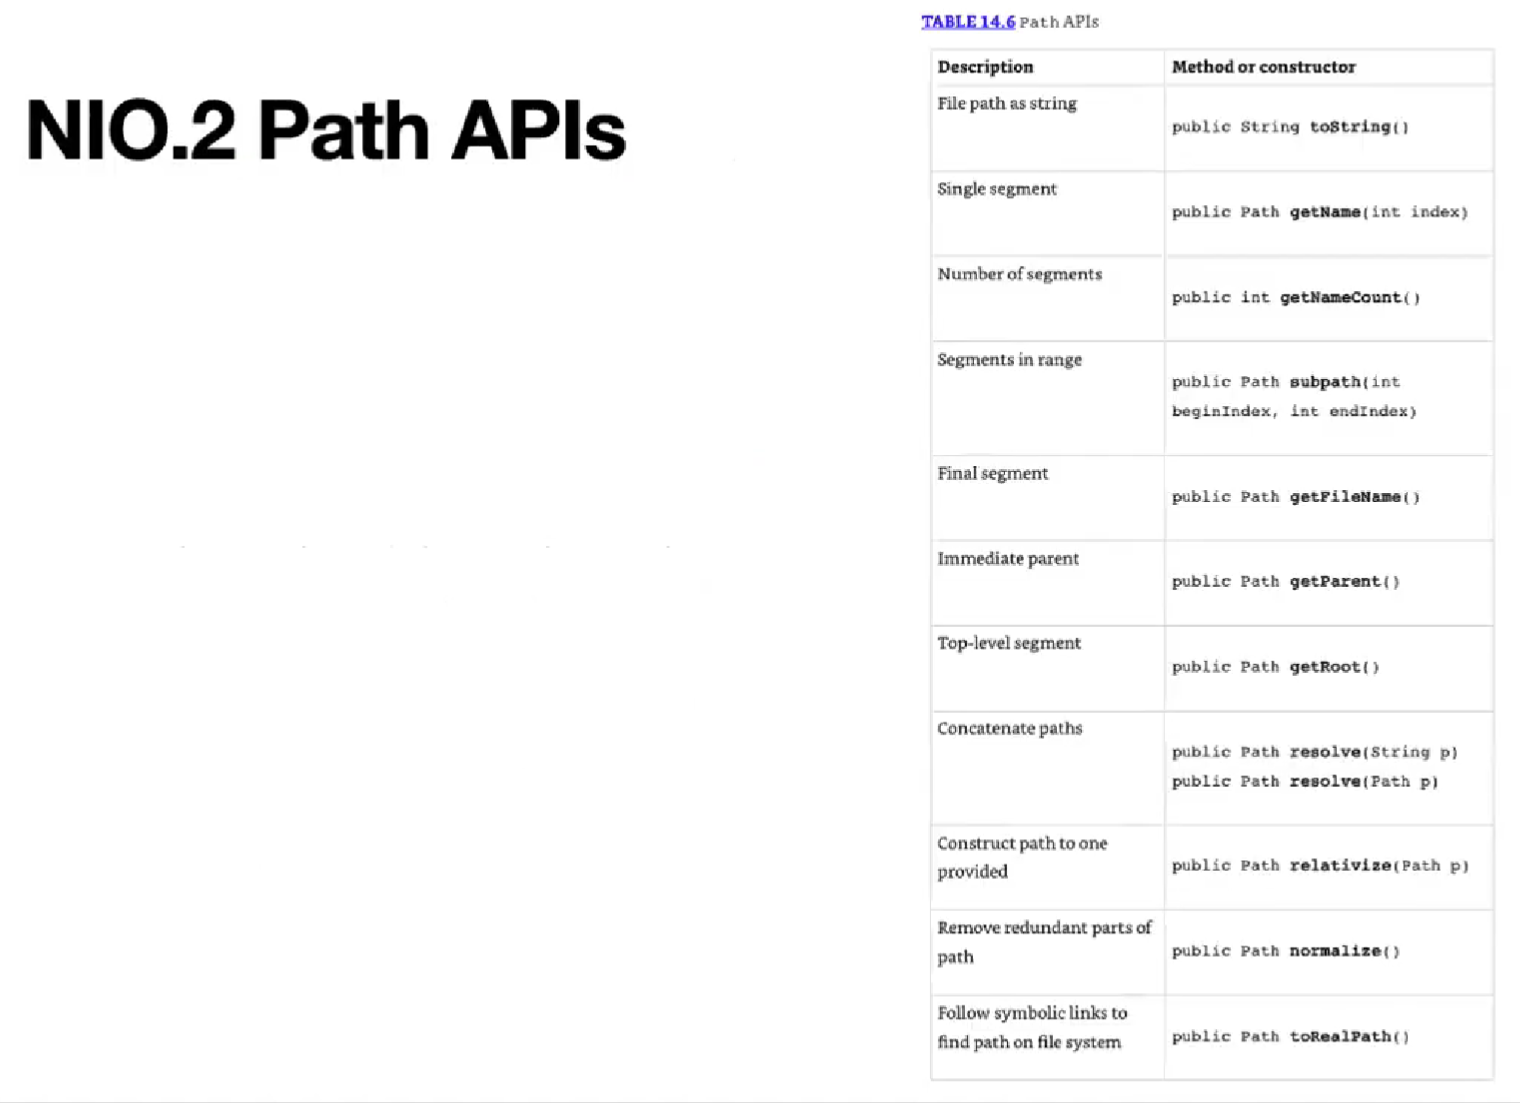 NIO.2 Path APIs
TABLE 14.6 Path APIs
Description Method or constructor
File path as string
public String toString()
Single segment
public Path getName(int index)
Number of segments
public int getNameCount()
Segments in range
public Path subpath(int
beginIndex, int endIndex)
Final segment
public Path getFileName()
Immediate parent
public Path getParent()
Top-level segment
public Path getRoot()
Concatenate paths
public Path resolve(String p)
public Path resolve(Path p)
Construct path to one
provided
public Path relativize(Path p)
Remove redundant parts of
path
public Path normalize()
Follow symbolic links to
find path on file system
public Path toRealPath()